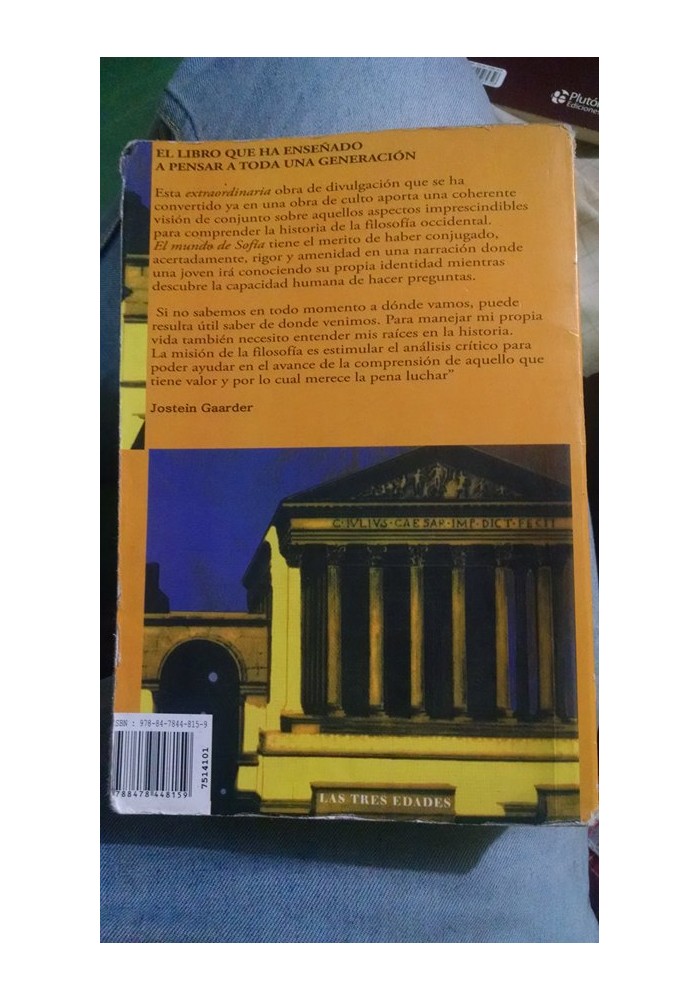 Plutón
Ediciones
EL LIBRO QUE HA ENSEÑADO
A PENSAR A TODA UNA GENERACIÓN
Esta extraordinaria obra de divulgación que se ha
convertido ya en una obra de culto aporta una coherente
visión de conjunto sobre aquellos aspectos imprescindibles
para comprender la historia de la filosofía occidental.
El mundo de Sofía tiene el merito de haber conjugado,
acertadamente, rigor y amenidad en una narración donde
una joven irá conociendo su propia identidad mientras
descubre la capacidad humana de hacer preguntas.
Si no sabemos en todo momento a dónde vamos, puede
resulta útil saber de donde venimos. Para manejar mi propia
vida también necesito entender mis raíces en la historia.
La misión de la filosofía es estimular el análisis crítico para
poder ayudar en el avance de la comprensión de aquello que
tiene valor y por lo cual merece la pena luchar”
Jostein Gaarder
C·IVLIVS·CAESAR·IMP·DICT·FECIT
ISBN : 978-84-7844-815-9
788478448159
7514101
LAS TRES EDADES